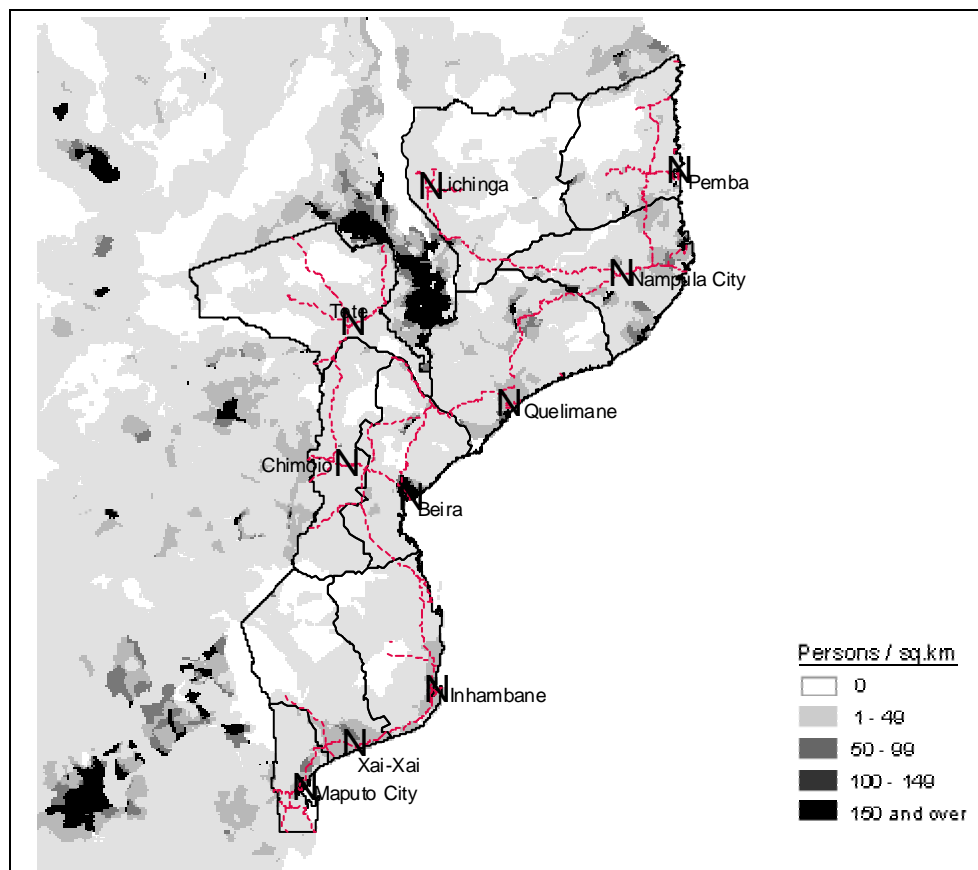 N Lichinga
N Pemba
N Nampula City
Tete
N
N Quelimane
Chimoio N
N Beira
Persons / sq.km
0
1 - 49
50 - 99
100 - 149
150 and over
N Inhambane
N
Xai-Xai
N Maputo City